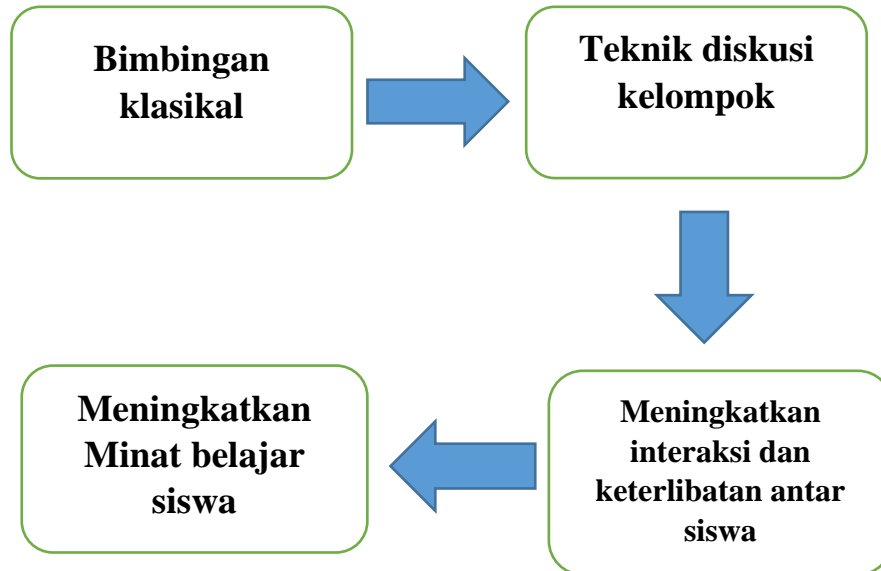 Bimbingan
klasikal
Teknik diskusi
kelompok
Meningkatkan
interaksi dan
keterlibatan antar
siswa
Meningkatkan
Minat belajar
siswa